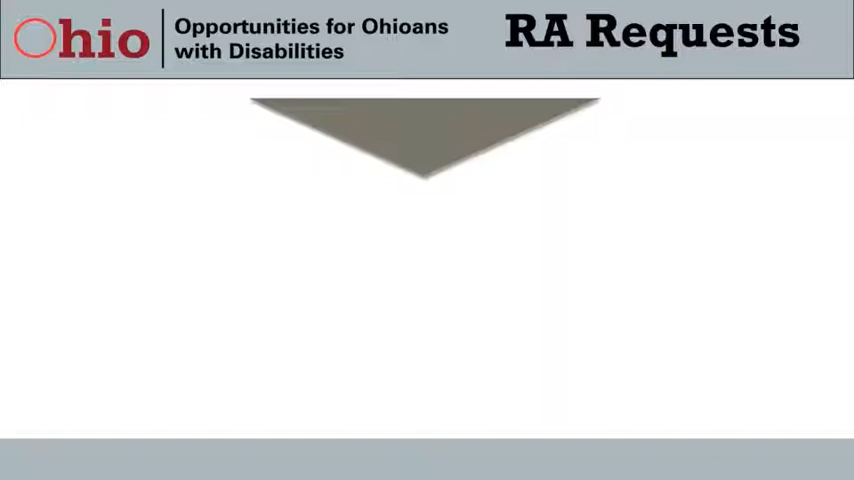 Ohio
Opportunities for Ohioans
with Disabilities
RA Requests